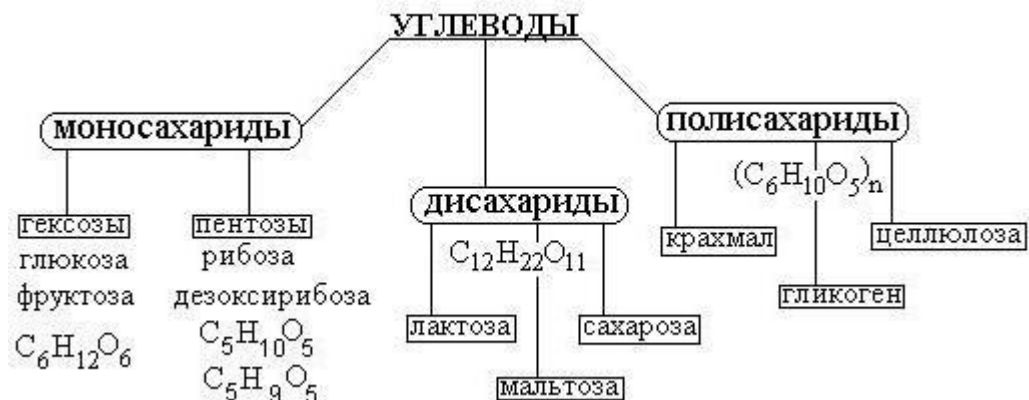 УГЛЕВОДЫ
моносахариды
гексозы
глюкоза
фруктоза
C₆H₁₂O₆
пентозы
рибоза
дезоксирибоза
C₅H₁₀O₅
C₅H₉O₅
дисахариды
C₁₂H₂₂O₁₁
лактоза
мальтоза
сахароза
полисахариды
(C₆H₁₀O₅)ₙ
крахмал
гликоген
целлюлоза